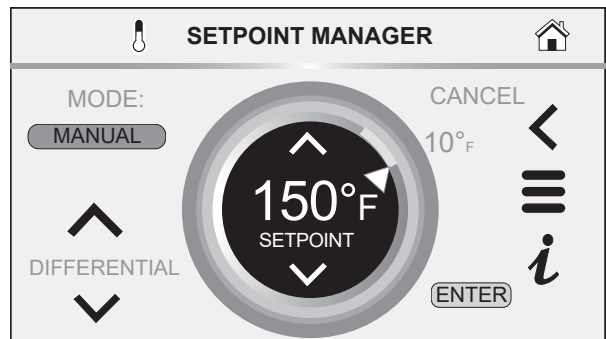 SETPOINT MANAGER
MODE:
MANUAL
CANCEL
10°F
150°F
SETPOINT
DIFFERENTIAL
i
ENTER